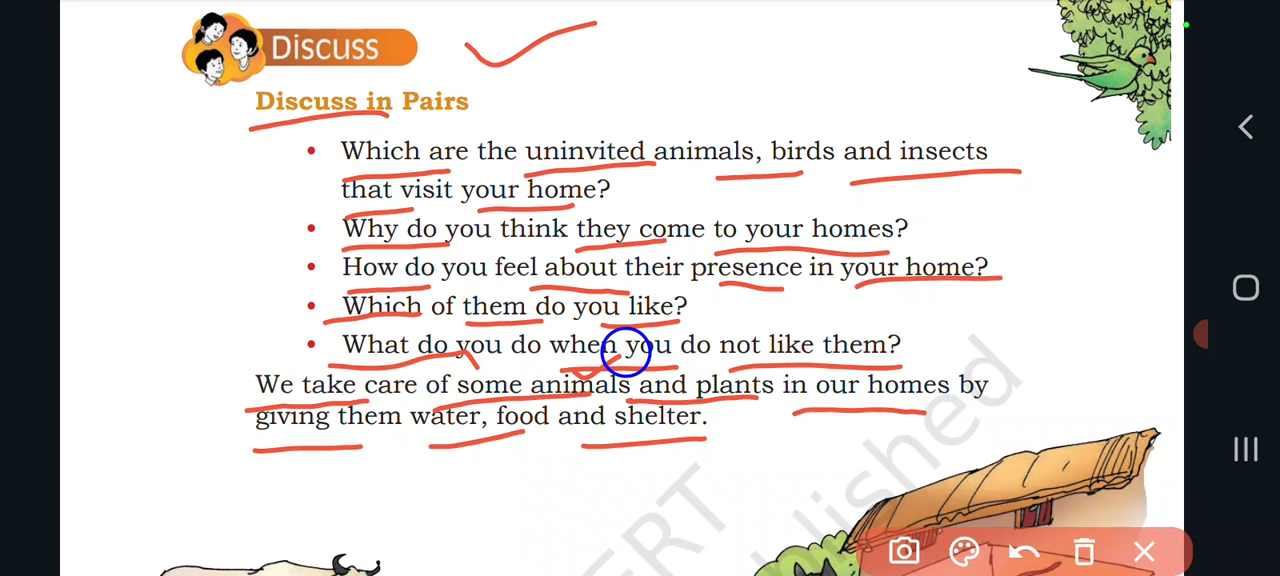 Discuss
Discuss in Pairs
• Which are the uninvited animals, birds and insects
that visit your home?
• Why do you think they come to your homes?
• How do you feel about their presence in your home?
• Which of them do you like?
• What do you do when you do not like them?
We take care of some animals and plants in our homes by
giving them water, food and shelter.